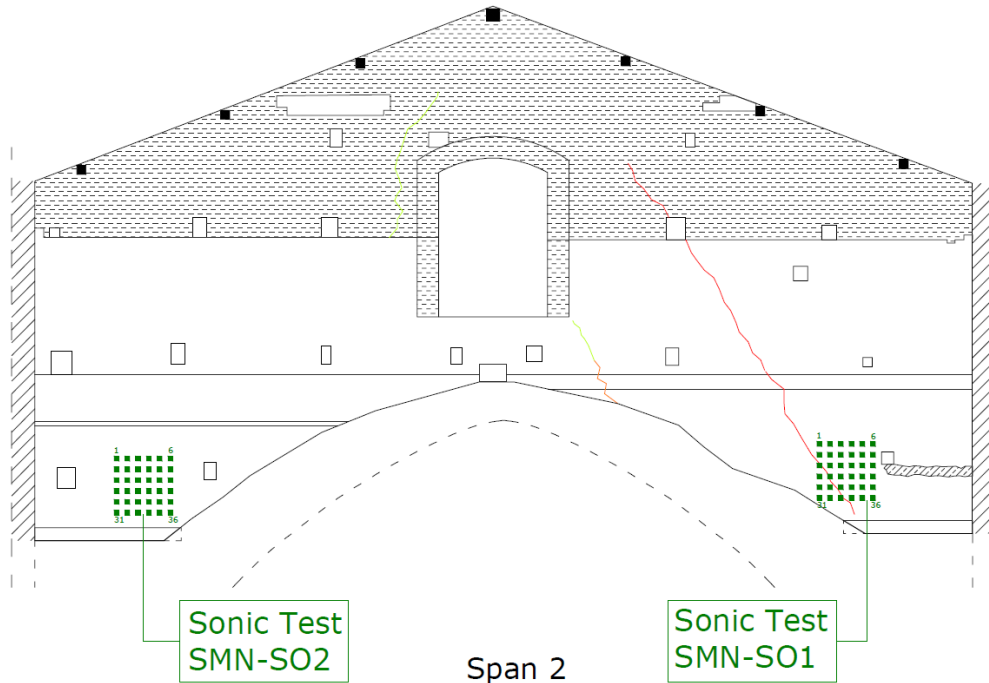 1 6
31 36
1 6
31 36
Sonic Test
SMN-SO2
Sonic Test
SMN-SO1
Span 2